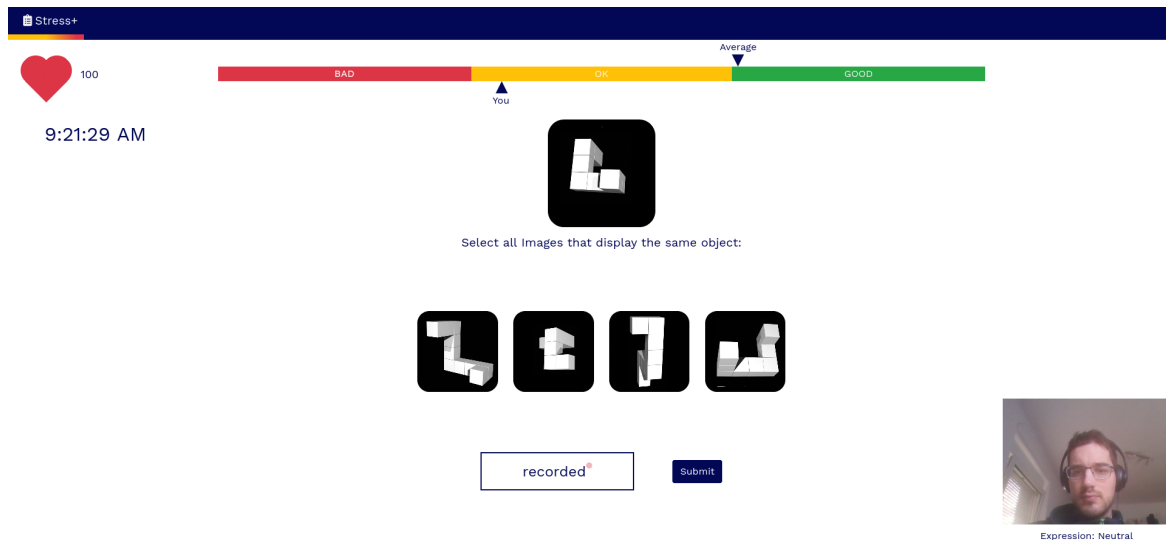 Stress+
Average
100
BAD OK GOOD
You
9:21:29 AM
Select all Images that display the same object:
recorded
Submit
Expression: Neutral